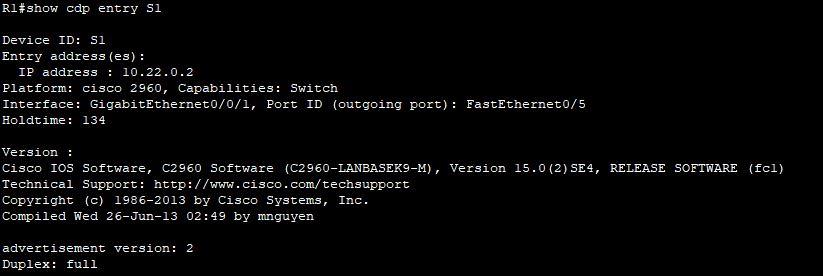 R1#show cdp entry S1
Device ID: S1
Entry address(es):
IP address : 10.22.0.2
Platform: cisco 2960, Capabilities: Switch
Interface: GigabitEthernet0/0/1, Port ID (outgoing port): FastEthernet0/5
Holdtime: 134
Version :
Cisco IOS Software, C2960 Software (C2960-LANBASEK9-M), Version 15.0(2)SE4, RELEASE SOFTWARE (fc1)
Technical Support: http://www.cisco.com/techsupport
Copyright (c) 1986-2013 by Cisco Systems, Inc.
Compiled Wed 26-Jun-13 02:49 by mnguyen
advertisement version: 2
Duplex: full